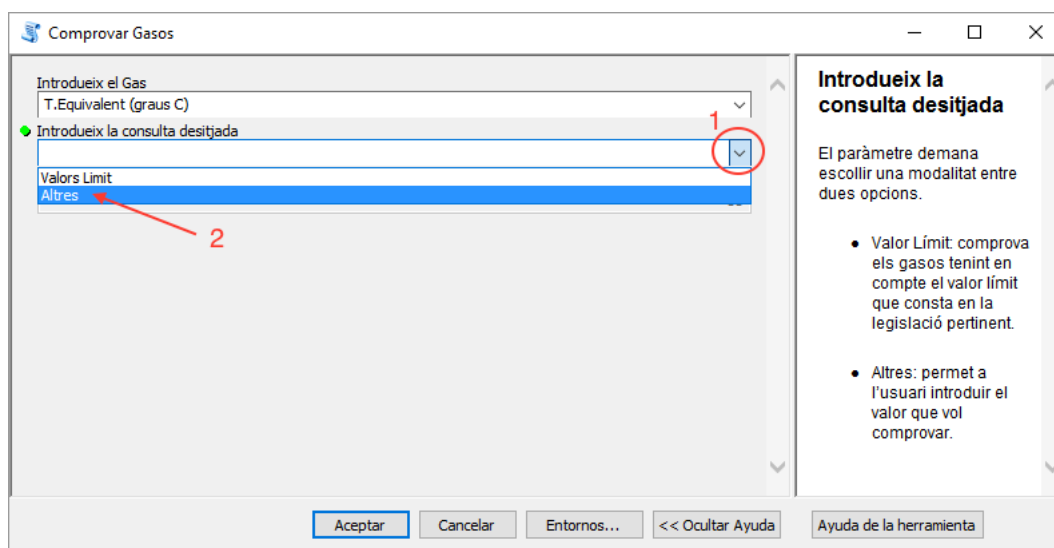 Comprovar Gasos
Introdueix el Gas
T.Equivalent (graus C)
Introdueix la consulta desitjada
1
Valors Limit
Altres
2
Introdueix la
consulta desitjada
El paràmetre demana
escollir una modalitat entre
dues opcions.
● Valor Límit: comprova
els gasos tenint en
compte el valor límit
que consta en la
legislació pertinent.
● Altres: permet a
l'usuari introduir el
valor que vol
comprovar.
Aceptar
Cancelar
Entornos...
<< Ocultar Ayuda
Ayuda de la herramienta